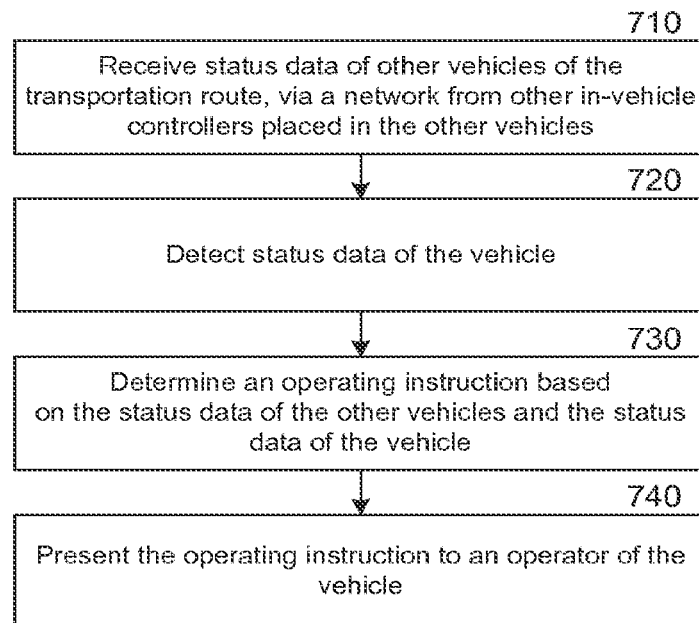 710
Receive status data of other vehicles of the
transportation route, via a network from other in-vehicle
controllers placed in the other vehicles
720
Detect status data of the vehicle
730
Determine an operating instruction based
on the status data of the other vehicles and the status
data of the vehicle
740
Present the operating instruction to an operator of the
vehicle